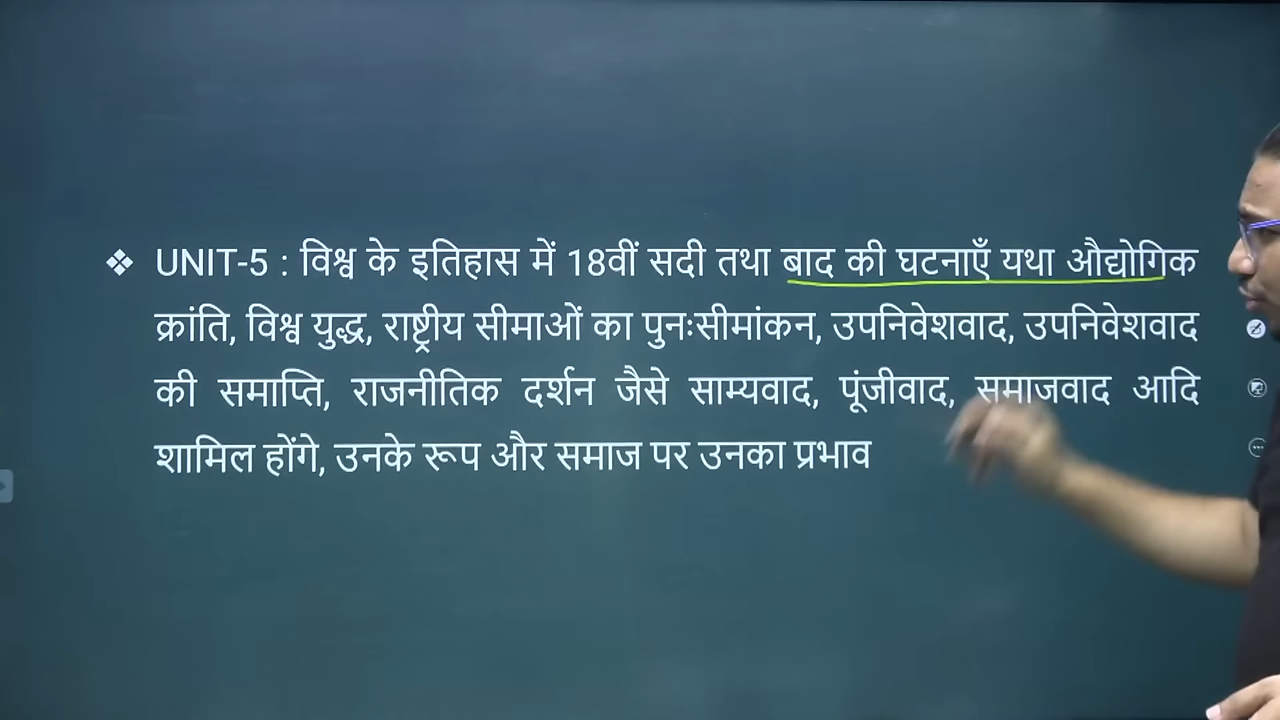 ❖ UNIT-5 : विश्व के इतिहास में 18वीं सदी तथा बाद की घटनाएँ यथा औद्योगिक
क्रांति, विश्व युद्ध, राष्ट्रीय सीमाओं का पुनःसीमांकन, उपनिवेशवाद, उपनिवेशवाद
की समाप्ति, राजनीतिक दर्शन जैसे साम्यवाद, पूंजीवाद, समाजवाद आदि
शामिल होंगे, उनके रूप और समाज पर उनका प्रभाव